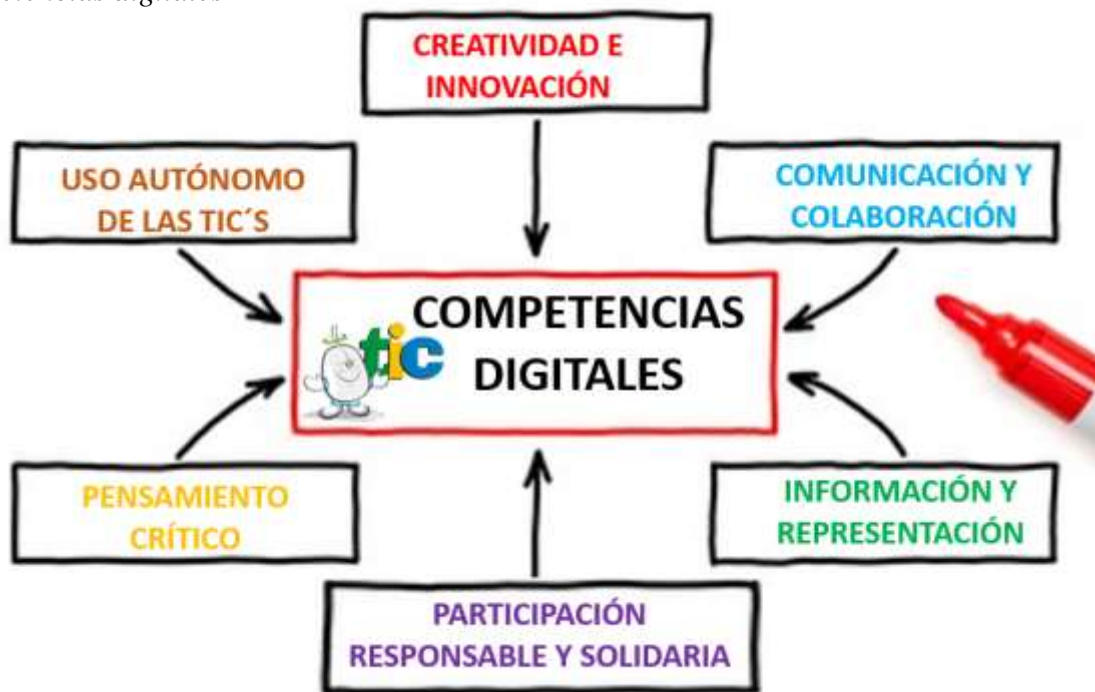 digitales
CREATIVIDAD E
INNOVACIÓN
USO AUTÓNOMO
DE LAS TIC´S
COMUNICACIÓN Y
COLABORACIÓN
tic
COMPETENCIAS
DIGITALES
PENSAMIENTO
CRÍTICO
INFORMACIÓN Y
REPRESENTACIÓN
PARTICIPACIÓN
RESPONSABLE Y SOLIDARIA